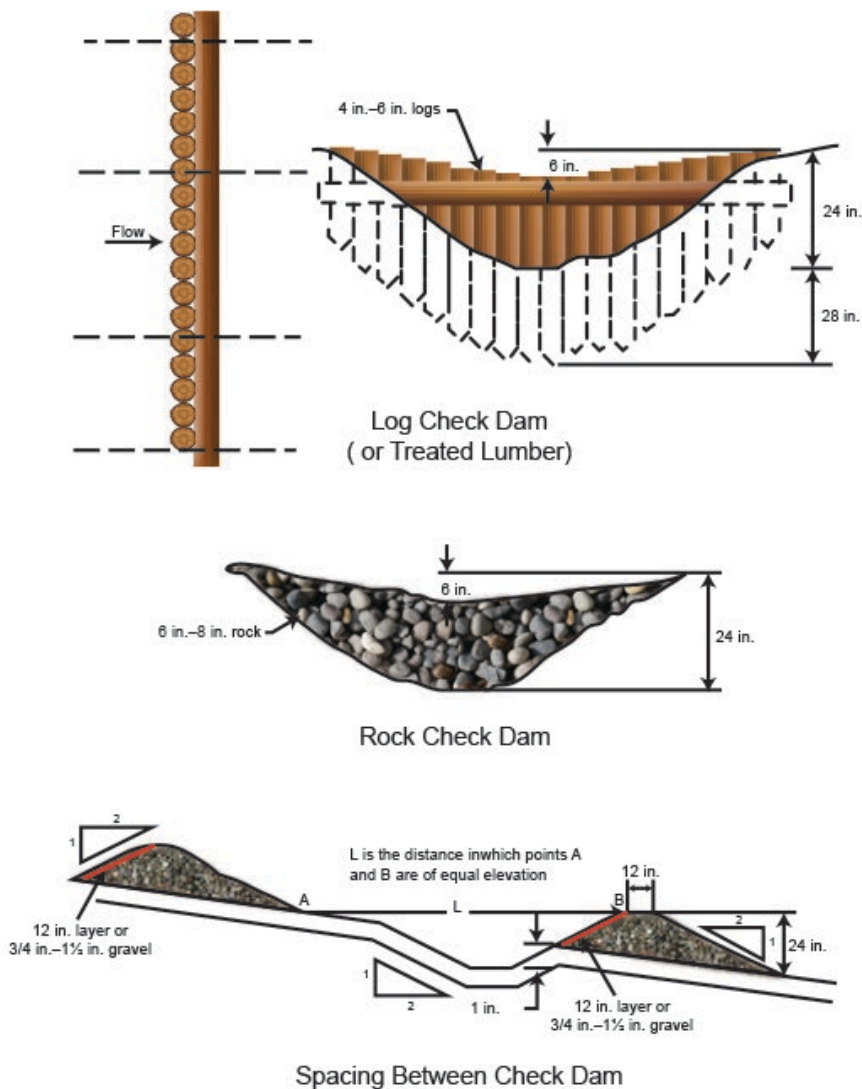 4 in.–6 in. logs
6 in.
24 in.
Flow
28 in.
Log Check Dam
( or Treated Lumber)
6 in.
6 in.–8 in. rock
24 in.
Rock Check Dam
2
1
L is the distance inwhich points A
and B are of equal elevation
12 in.
A
L
B
2
1
24 in.
12 in. layer or
3/4 in.–1½ in. gravel
1
2
1 in.
12 in. layer or
3/4 in.–1½ in. gravel
Spacing Between Check Dam